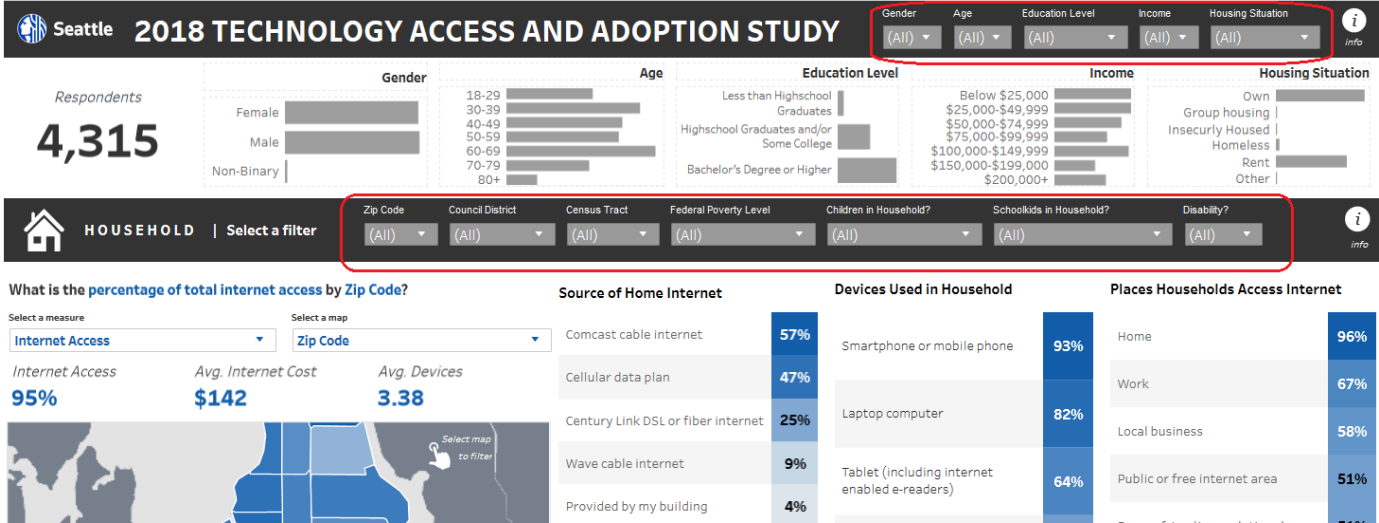 Seattle
2018 TECHNOLOGY ACCESS AND ADOPTION STUDY
Gender Age Education Level Income Housing Situation
(All) (All) (All) (All) (All)
i
info
Respondents
4,315
Gender
Female
Male
Non-Binary
Age
18-29
30-39
40-49
50-59
60-69
70-79
80+
Education Level
Less than Highschool
Graduates
Highschool Graduates and/or
Some College
Bachelor's Degree or Higher
Income
Below $25,000
$25,000-$49,999
$50,000-$74,999
$75,000-$99,999
$100,000-$149,999
$150,000-$199,000
$200,000+
Housing Situation
Own
Group housing
Insecurly Housed
Homeless
Rent
Other
HOUSEHOLD | Select a filter
Zip Code Council District Census Tract Federal Poverty Level Children in Household? Schoolkids in Household? Disability?
(All) (All) (All) (All) (All) (All) (All)
i
info
What is the percentage of total internet access by Zip Code?
Select a measure Select a map
Internet Access Zip Code
Internet Access Avg. Internet Cost Avg. Devices
95% $142 3.38
Select map
to filter
Source of Home Internet
Comcast cable internet 57%
Cellular data plan 47%
Century Link DSL or fiber internet 25%
Wave cable internet 9%
Provided by my building 4%
Devices Used in Household
Smartphone or mobile phone 93%
Laptop computer 82%
Tablet (including internet
enabled e-readers) 64%
Places Households Access Internet
Home 96%
Work 67%
Local business 58%
Public or free internet area 51%